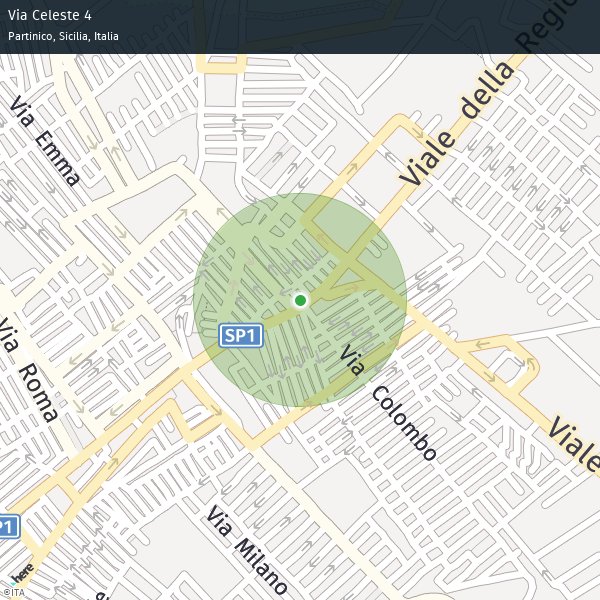 Via Celeste 4
Partinico, Sicilia, Italia
Via Emma
Viale della Regio
SP1
Via Roma
Via Colombo
Viale
P1
Via Milano
here
©ITA